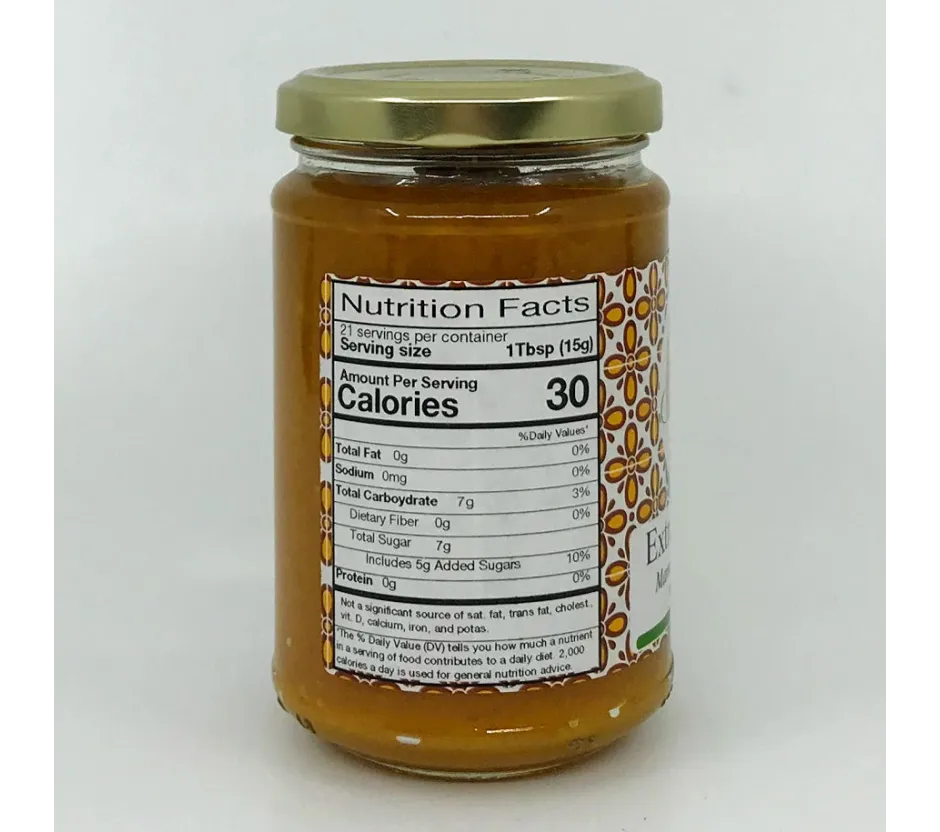 Nutrition Facts
21 servings per container
Serving size 1Tbsp (15g)
Amount Per Serving
Calories 30
%Daily Values*
Total Fat 0g 0%
Sodium 0mg 0%
Total Carboydrate 7g 3%
Dietary Fiber 0g 0%
Total Sugar 7g
Includes 5g Added Sugars 10%
Protein 0g 0%
Not a significant source of sat. fat, trans fat, cholest.,
vit. D, calcium, iron, and potas.
*The % Daily Value (DV) tells you how much a nutrient
in a serving of food contributes to a daily diet. 2,000
calories a day is used for general nutrition advice.